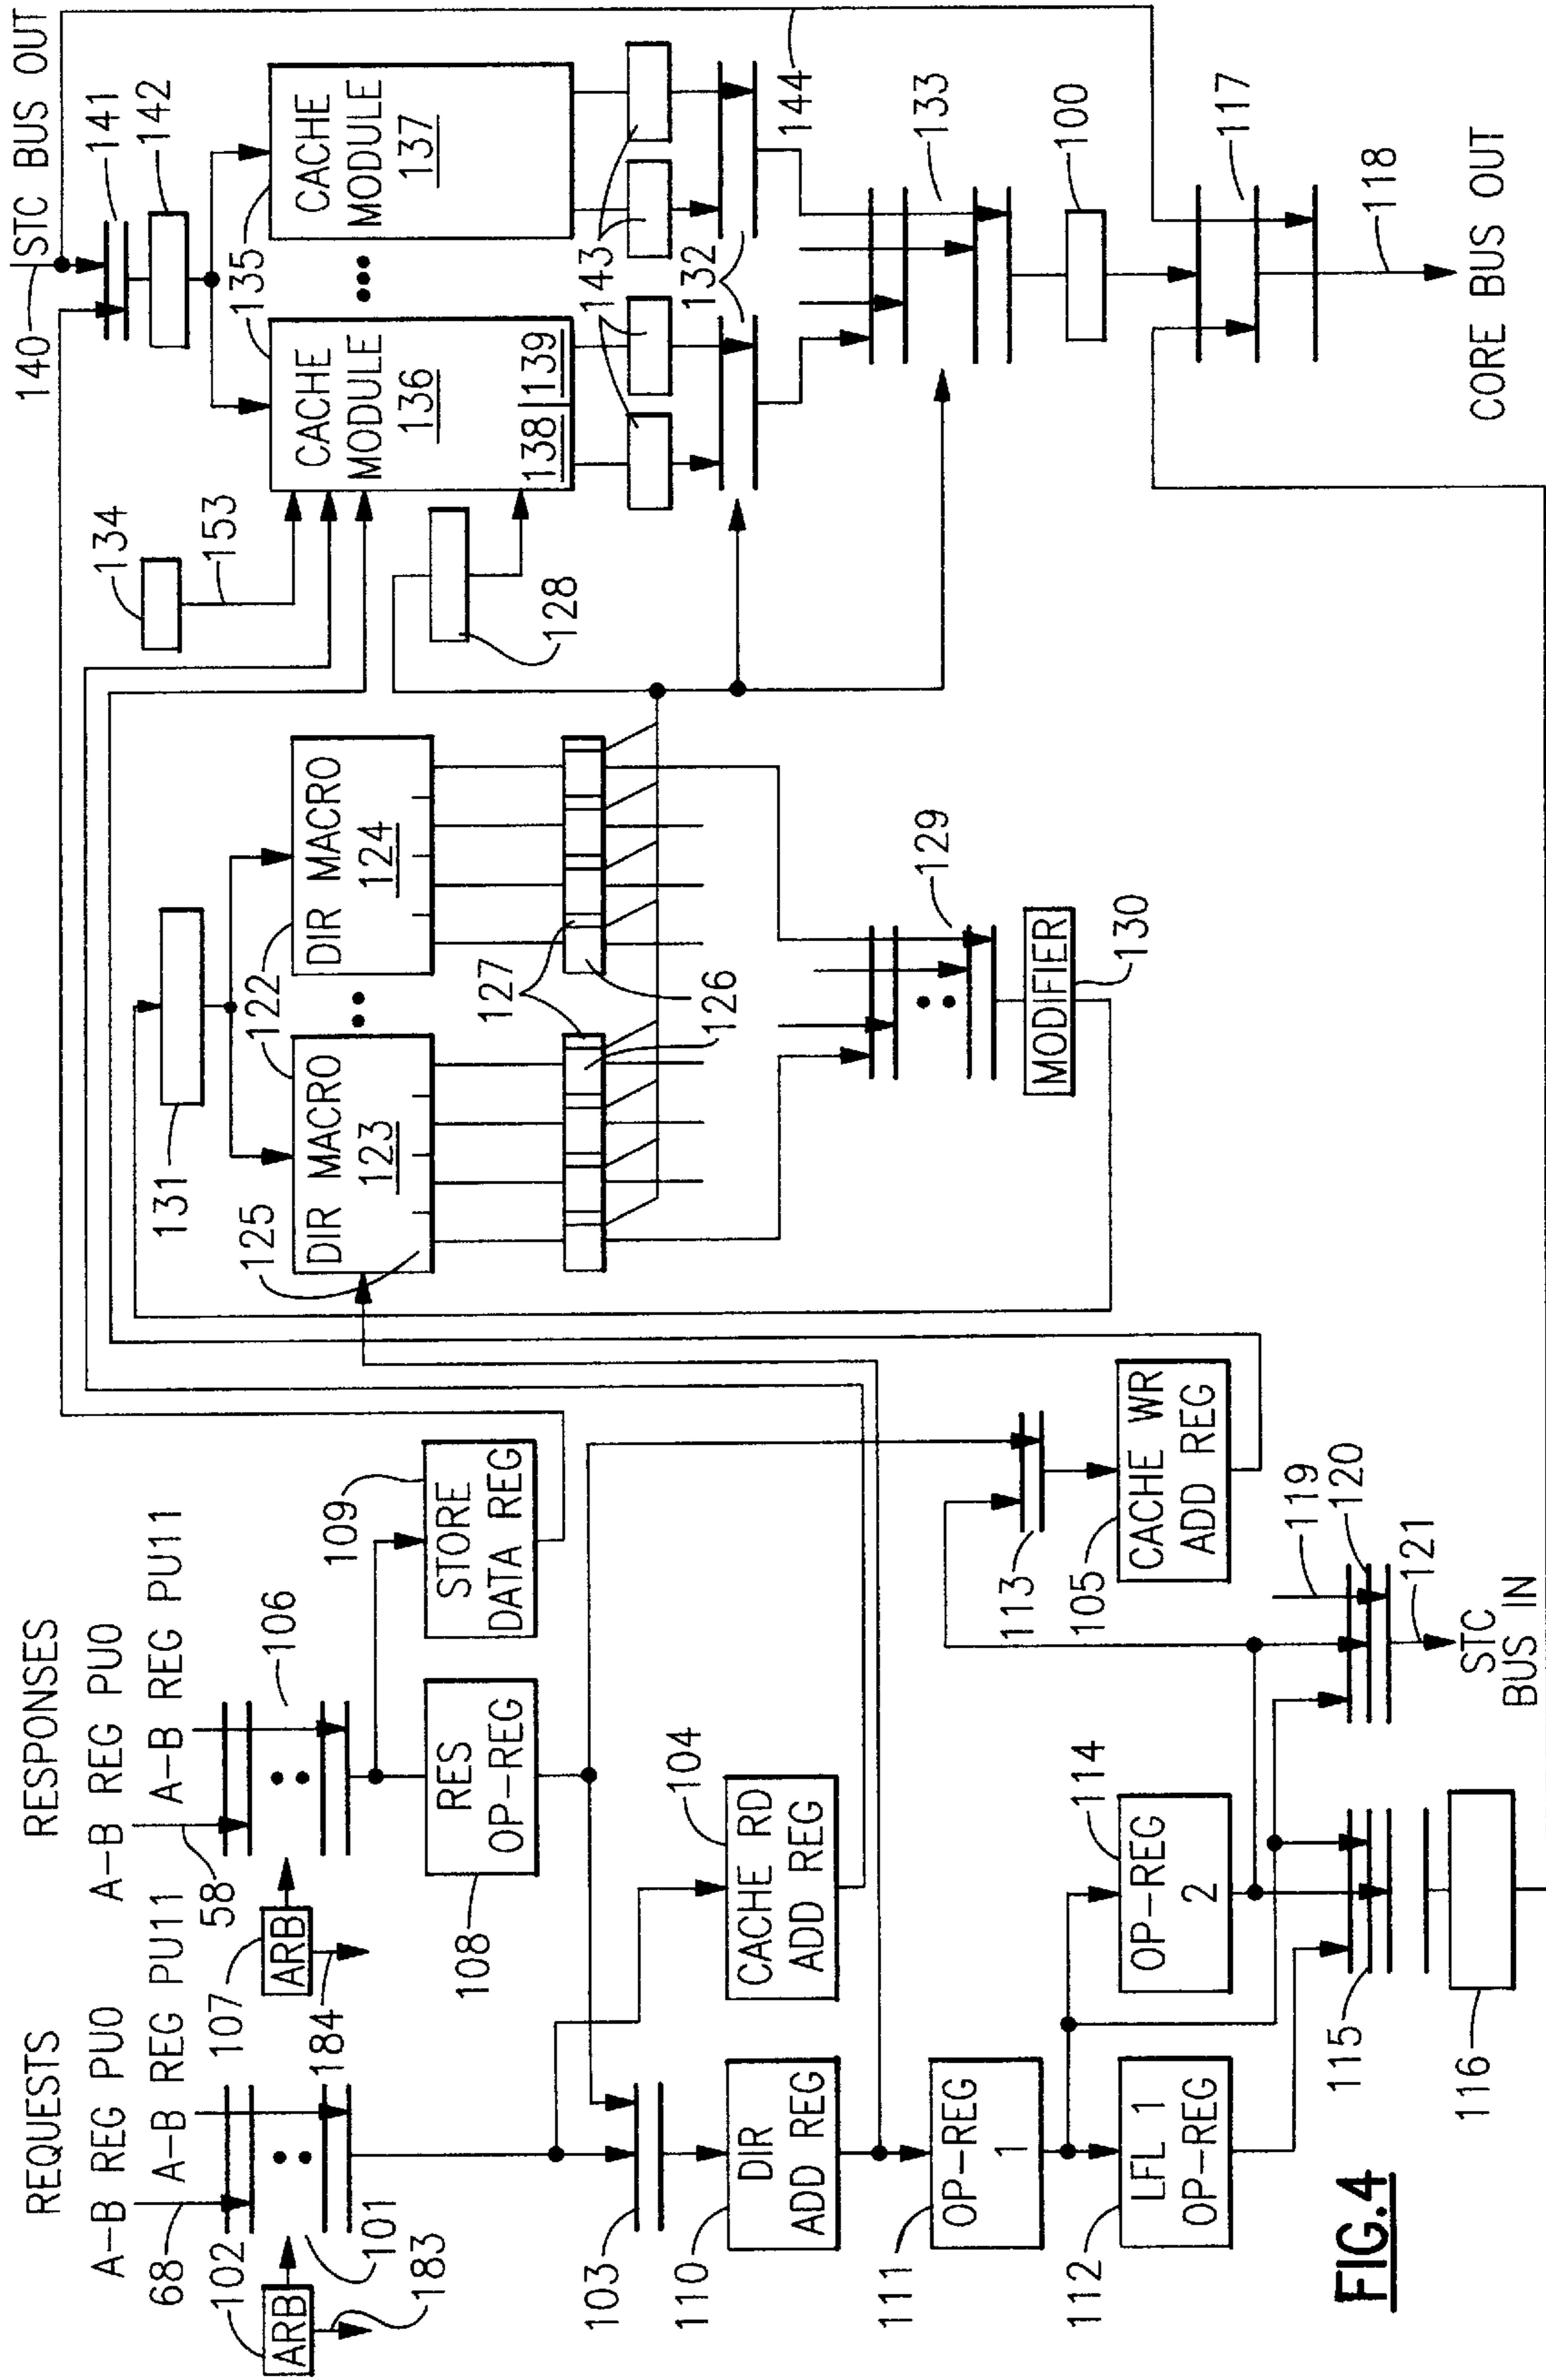 REQUESTS
A-B REG PU0
A-B REG PU11
68
102
ARB
183
101
RESPONSES
A-B REG PU0
A-B REG PU11
58
107
ARB
184
106
109
STORE
DATA REG
RES
OP-REG
108
103
104
CACHE RD
ADD REG
110
DIR
ADD REG
113
105
CACHE WR
ADD REG
111
OP-REG
1
112
LFL 1
OP-REG
114
OP-REG
2
115
116
119
120
121
STC
BUS IN
131
122
125
DIR MACRO
123
DIR MACRO
124
127
126
129
MODIFIER
130
140
STC BUS OUT
141
142
134
153
135
CACHE
MODULE
136
138
139
CACHE
MODULE
137
128
143
132
144
133
100
117
118
CORE BUS OUT
FIG.4